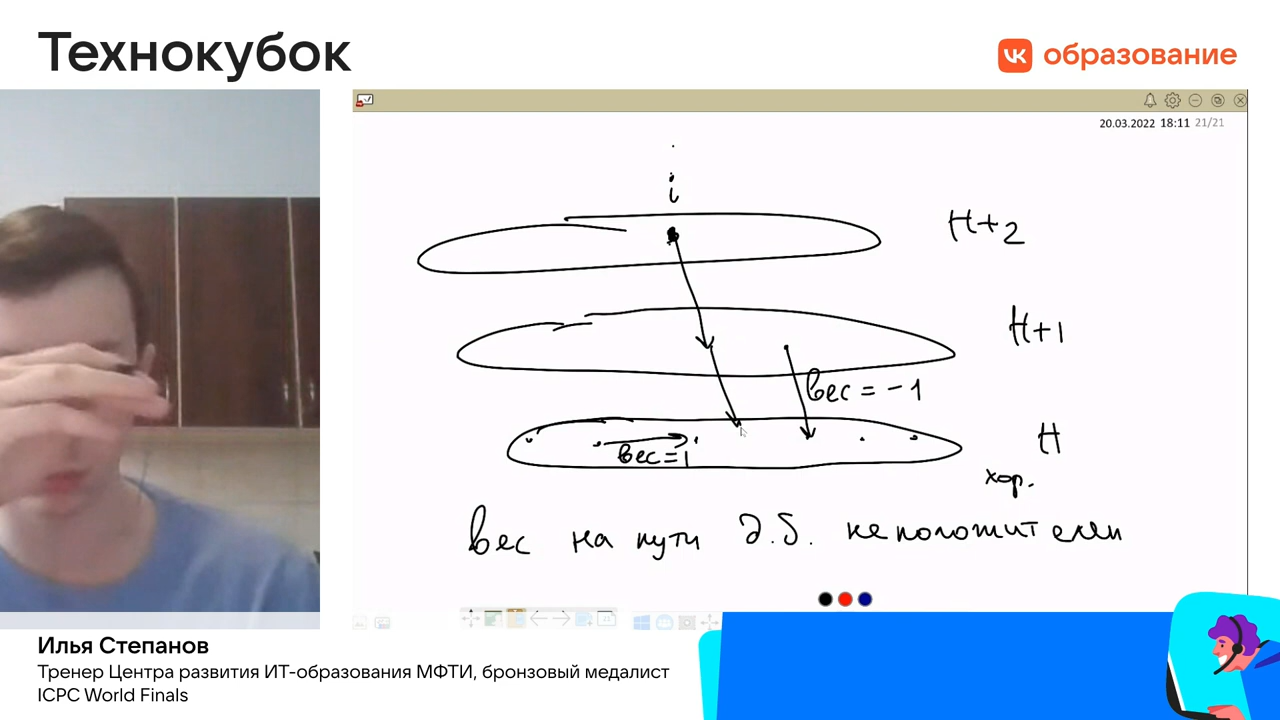 Технокубок
VK образование
20.03.2022 18:11 21/21
i
H+2
H+1
вес = -1
H
вес=1
хор.
вес на пути д.б. неположителен
Илья Степанов
Тренер Центра развития ИТ-образования МФТИ, бронзовый медалист
ICPC World Finals